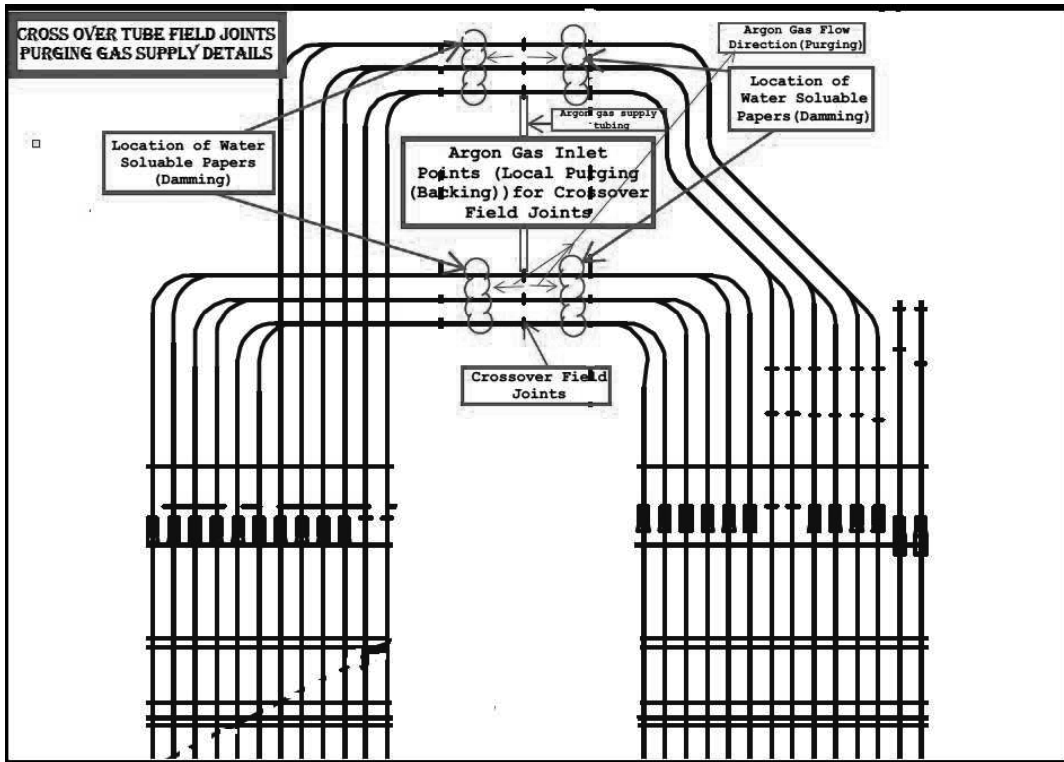 CROSS OVER TUBE FIELD JOINTS
PURGING GAS SUPPLY DETAILS
Argon Gas Flow
Direction(Purging)
Location of
Water Soluable
Papers(Damming)
Argon gas supply
tubing
Location of Water
Soluable Papers
(Damming)
Argon Gas Inlet
Points (Local Purging
(Backing))for Crossover
Field Joints
Crossover Field
Joints